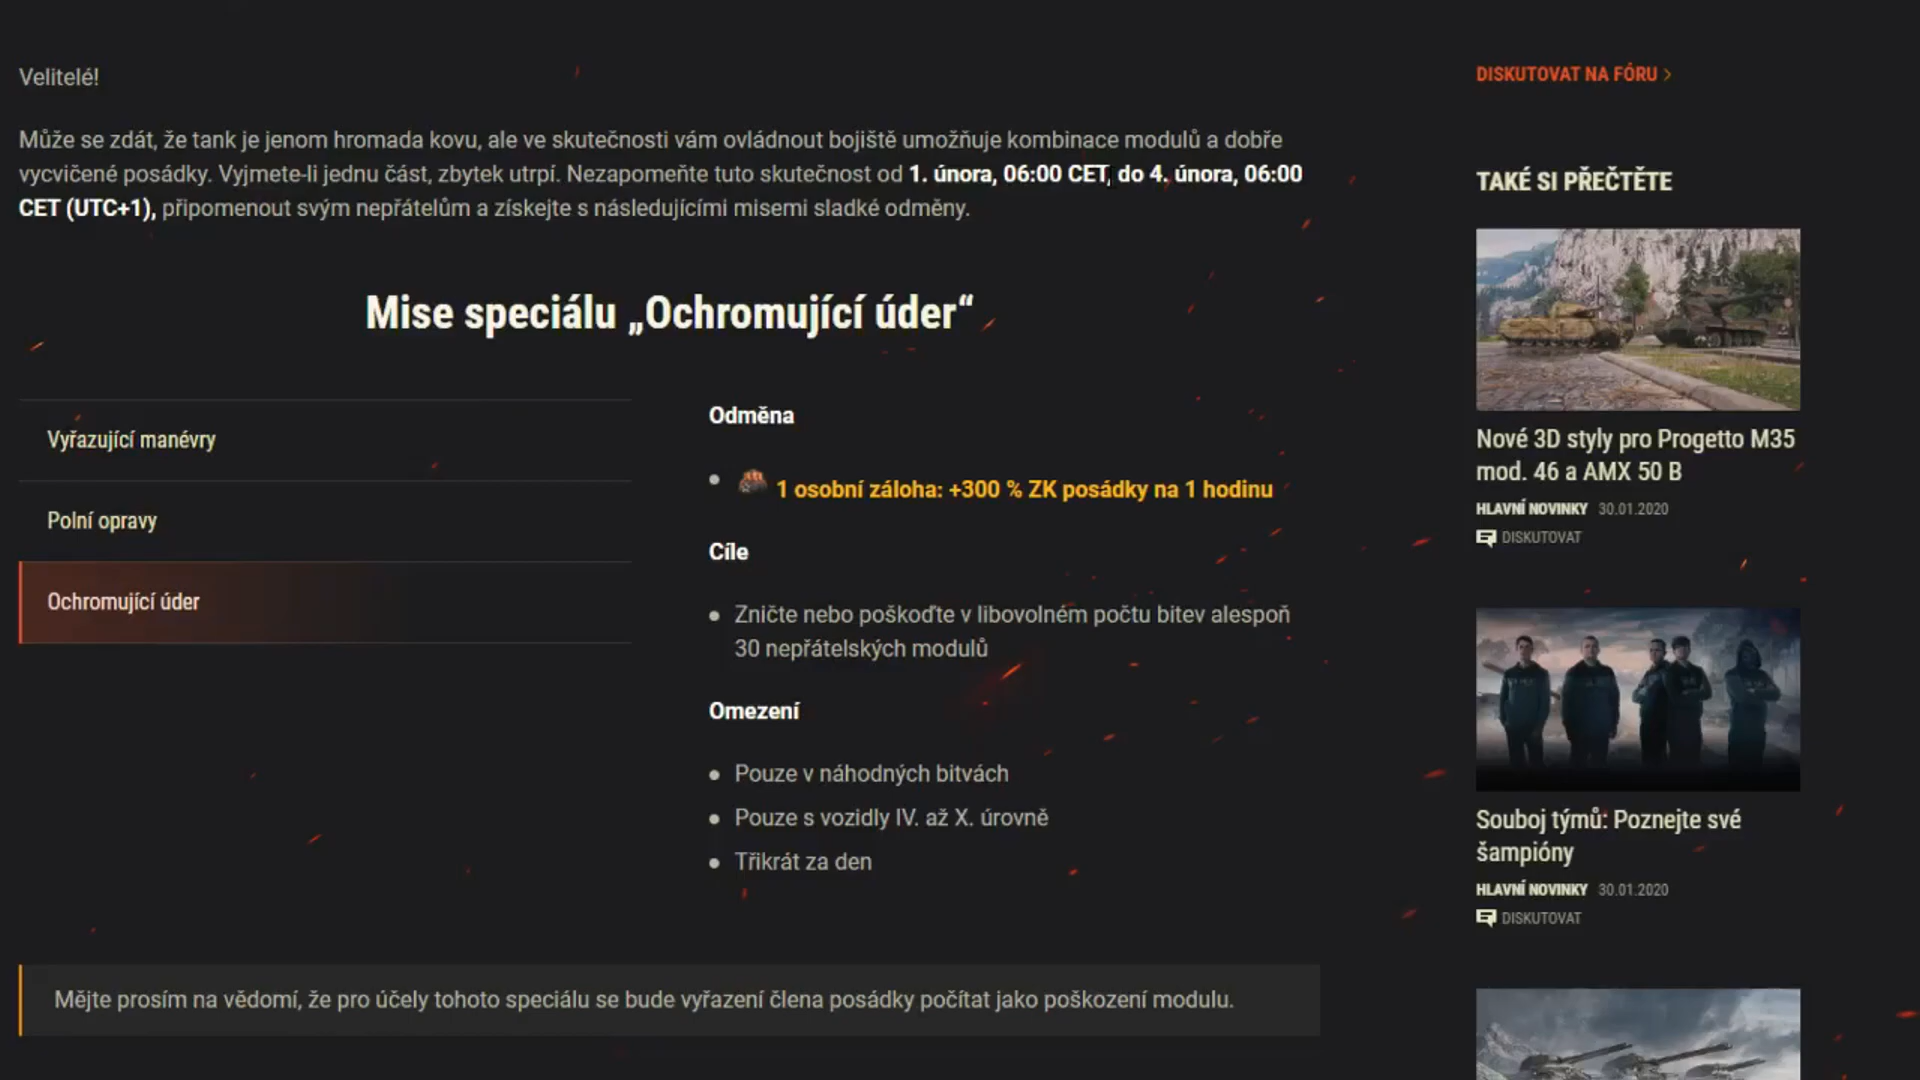 Velitelé!
Může se zdát, že tank je jenom hromada kovu, ale ve skutečnosti vám ovládnout bojiště umožňuje kombinace modulů a dobře
vycvičené posádky. Vyjmete-li jednu část, zbytek utrpí. Nezapomeňte tuto skutečnost od 1. února, 06:00 CET, do 4. února, 06:00
CET (UTC+1), připomenout svým nepřátelům a získejte s následujícími misemi sladké odměny.
Mise speciálu „Ochromující úder“
Vyřazující manévry
Polní opravy
Ochromující úder
Odměna
1 osobní záloha: +300 % ZK posádky na 1 hodinu
Cíle
Zničte nebo poškoďte v libovolném počtu bitev alespoň
30 nepřátelských modulů
Omezení
Pouze v náhodných bitvách
Pouze s vozidly IV. až X. úrovně
Třikrát za den
Mějte prosím na vědomí, že pro účely tohoto speciálu se bude vyřazení člena posádky počítat jako poškození modulu.
DISKUTOVAT NA FÓRU >
TAKÉ SI PŘEČTĚTE
Nové 3D styly pro Progetto M35
mod. 46 a AMX 50 B
HLAVNÍ NOVINKY 30.01.2020
DISKUTOVAT
Souboj týmů: Poznejte své
šampióny
HLAVNÍ NOVINKY 30.01.2020
DISKUTOVAT